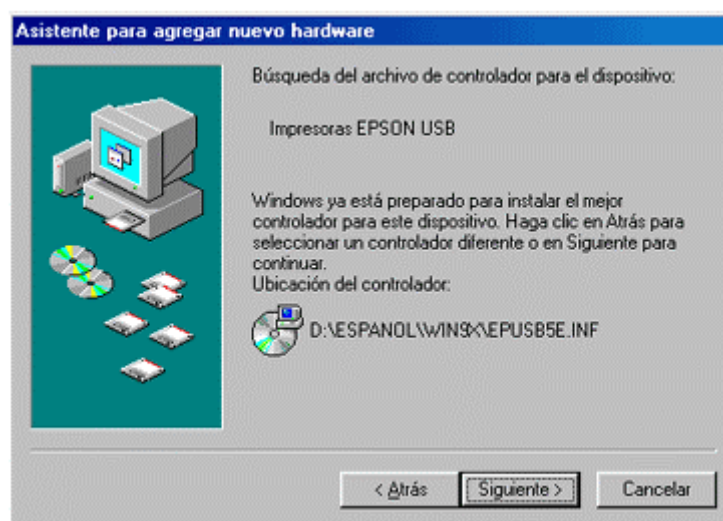 Asistente para agregar nuevo hardware
Búsqueda del archivo de controlador para el dispositivo:
Impresoras EPSON USB
Windows ya está preparado para instalar el mejor
controlador para este dispositivo. Haga clic en Atrás para
seleccionar un controlador diferente o en Siguiente para
continuar.
Ubicación del controlador:
D:\ESPANOL\WIN9X\EPUSB5E.INF
< Atrás
Siguiente >
Cancelar